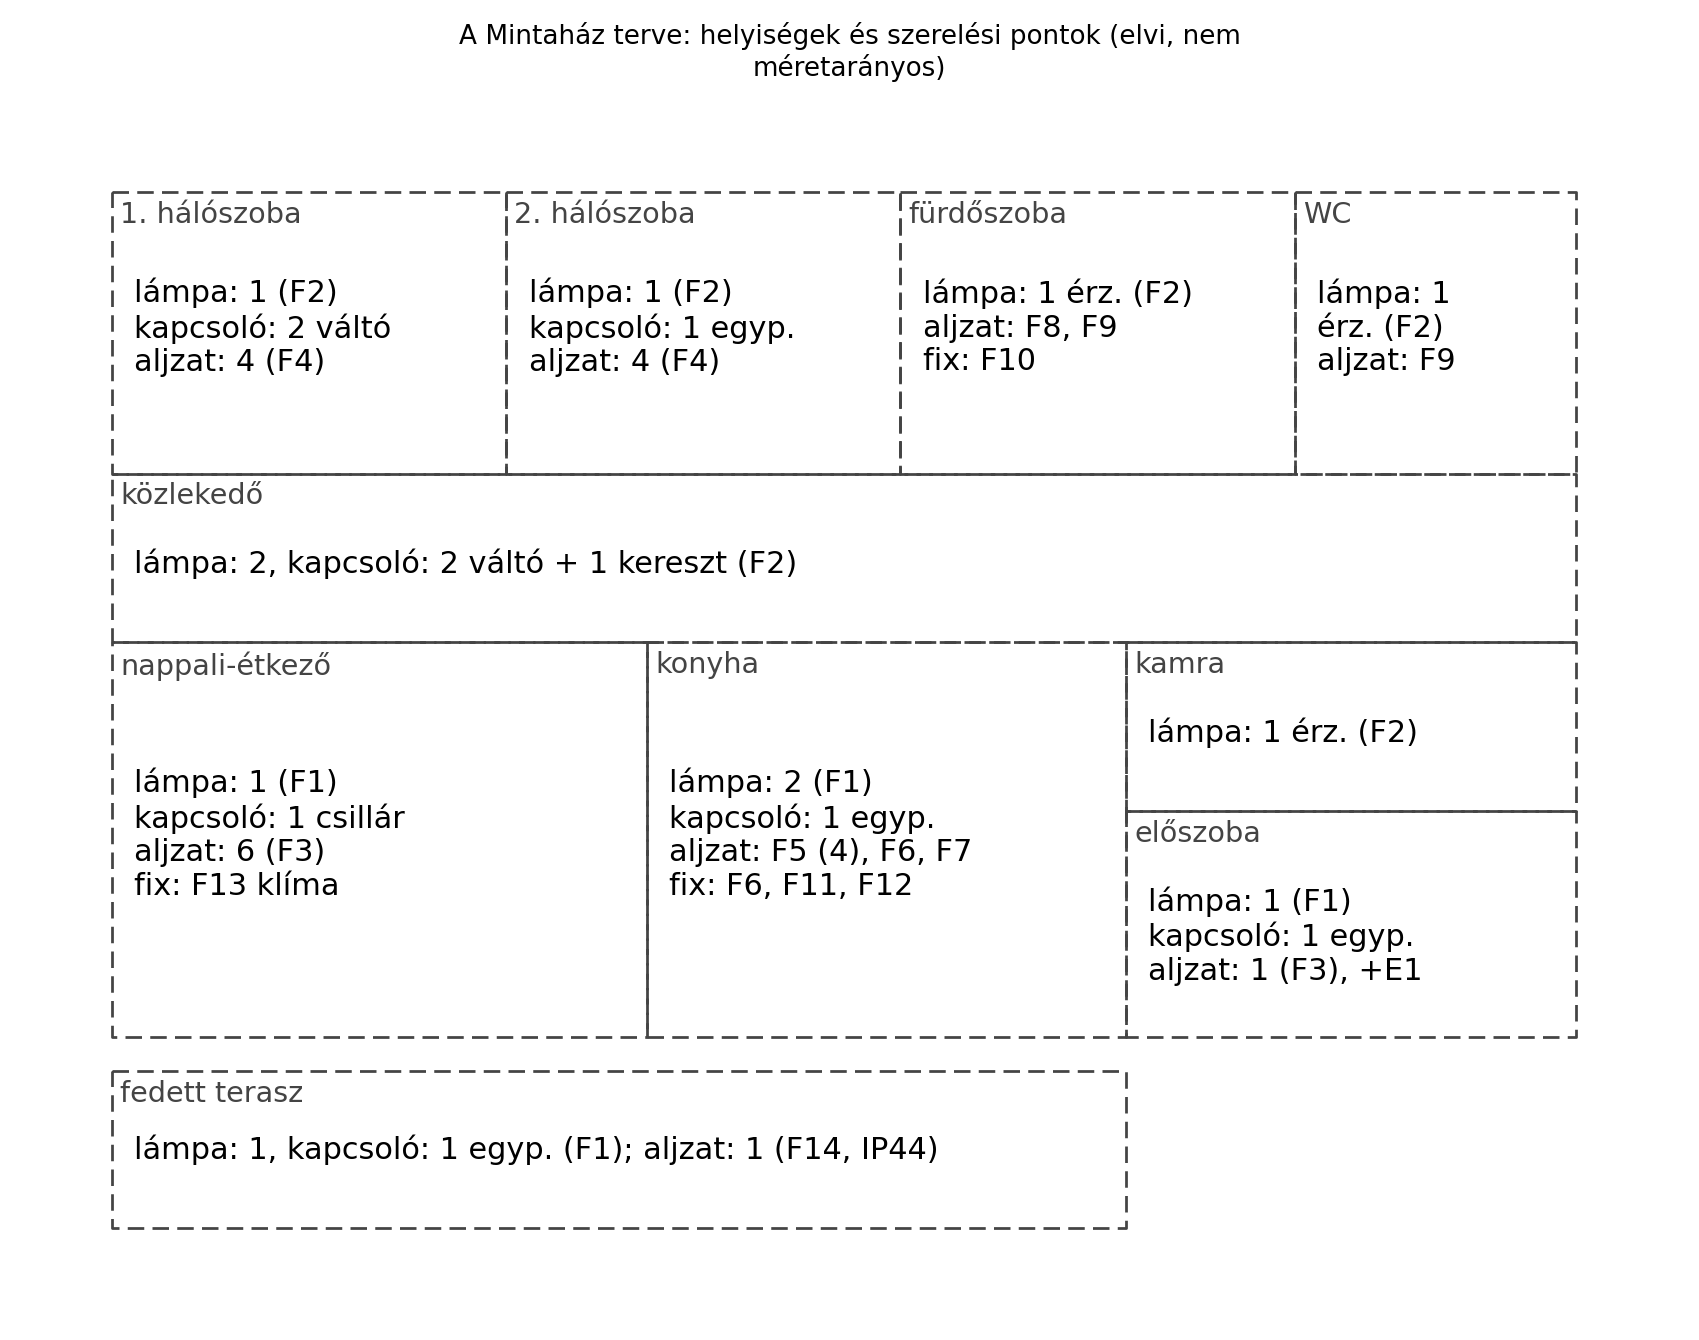 A Mintaház terve: helyiségek és szerelési pontok (elvi, nem
méretarányos)
1. hálószoba
lámpa: 1 (F2)
kapcsoló: 2 váltó
aljzat: 4 (F4)
2. hálószoba
lámpa: 1 (F2)
kapcsoló: 1 egyp.
aljzat: 4 (F4)
fürdőszoba
lámpa: 1 érz. (F2)
aljzat: F8, F9
fix: F10
WC
lámpa: 1
érz. (F2)
aljzat: F9
közlekedő
lámpa: 2, kapcsoló: 2 váltó + 1 kereszt (F2)
nappali-étkező
lámpa: 1 (F1)
kapcsoló: 1 csillár
aljzat: 6 (F3)
fix: F13 klíma
konyha
lámpa: 2 (F1)
kapcsoló: 1 egyp.
aljzat: F5 (4), F6, F7
fix: F6, F11, F12
kamra
lámpa: 1 érz. (F2)
előszoba
lámpa: 1 (F1)
kapcsoló: 1 egyp.
aljzat: 1 (F3), +E1
fedett terasz
lámpa: 1, kapcsoló: 1 egyp. (F1); aljzat: 1 (F14, IP44)